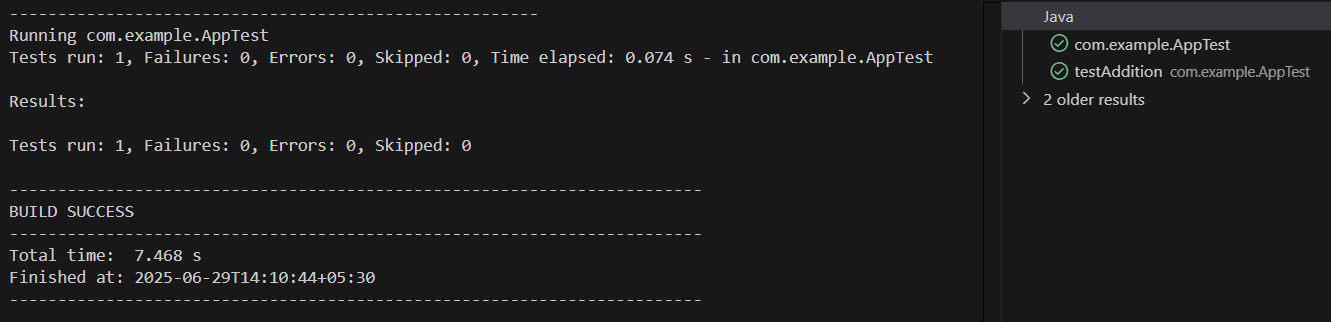 -------------------------------------------------------
Running com.example.AppTest
Tests run: 1, Failures: 0, Errors: 0, Skipped: 0, Time elapsed: 0.074 s - in com.example.AppTest
Results:
Tests run: 1, Failures: 0, Errors: 0, Skipped: 0
------------------------------------------------------------------------
BUILD SUCCESS
------------------------------------------------------------------------
Total time:  7.468 s
Finished at: 2025-06-29T14:10:44+05:30
------------------------------------------------------------------------
Java
com.example.AppTest
testAddition com.example.AppTest
2 older results